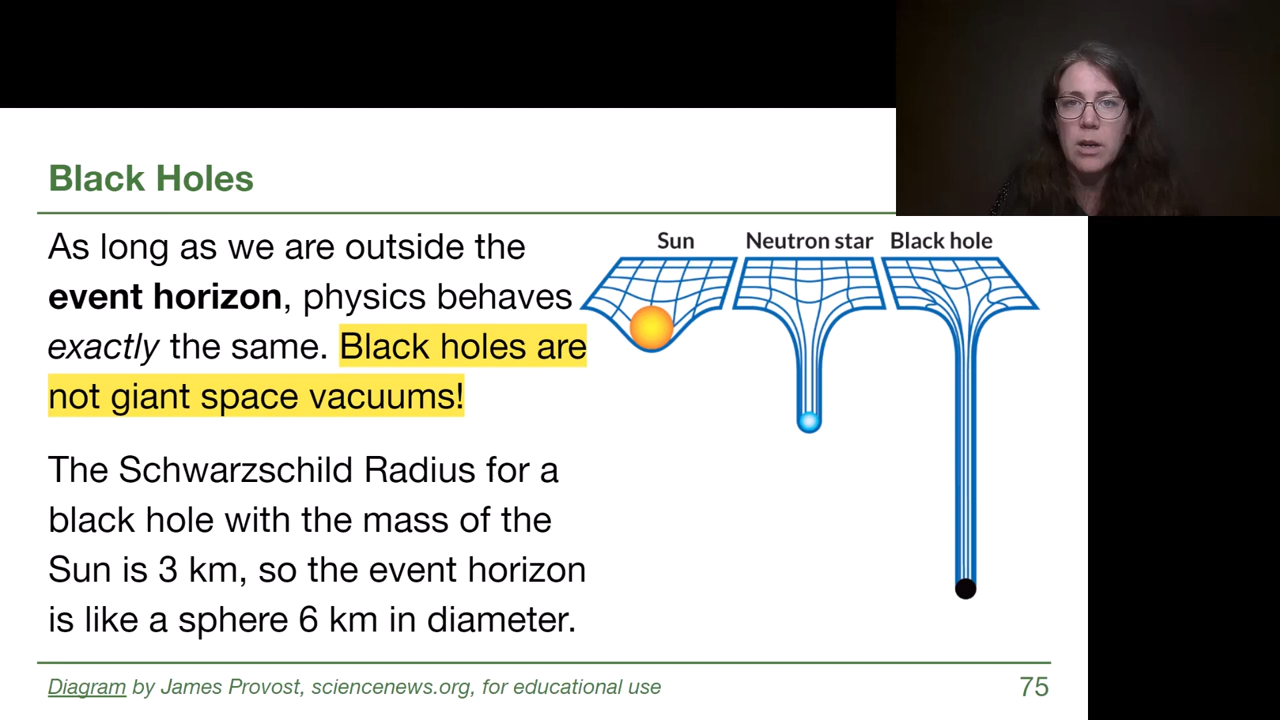 Black Holes
As long as we are outside the
event horizon, physics behaves
exactly the same. Black holes are
not giant space vacuums!
The Schwarzschild Radius for a
black hole with the mass of the
Sun is 3 km, so the event horizon
is like a sphere 6 km in diameter.
Sun
Neutron star
Black hole
Diagram by James Provost, sciencenews.org, for educational use
75